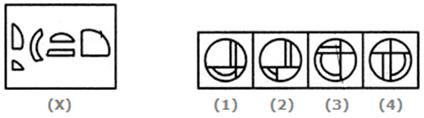 (X) (1) (2) (3) (4)